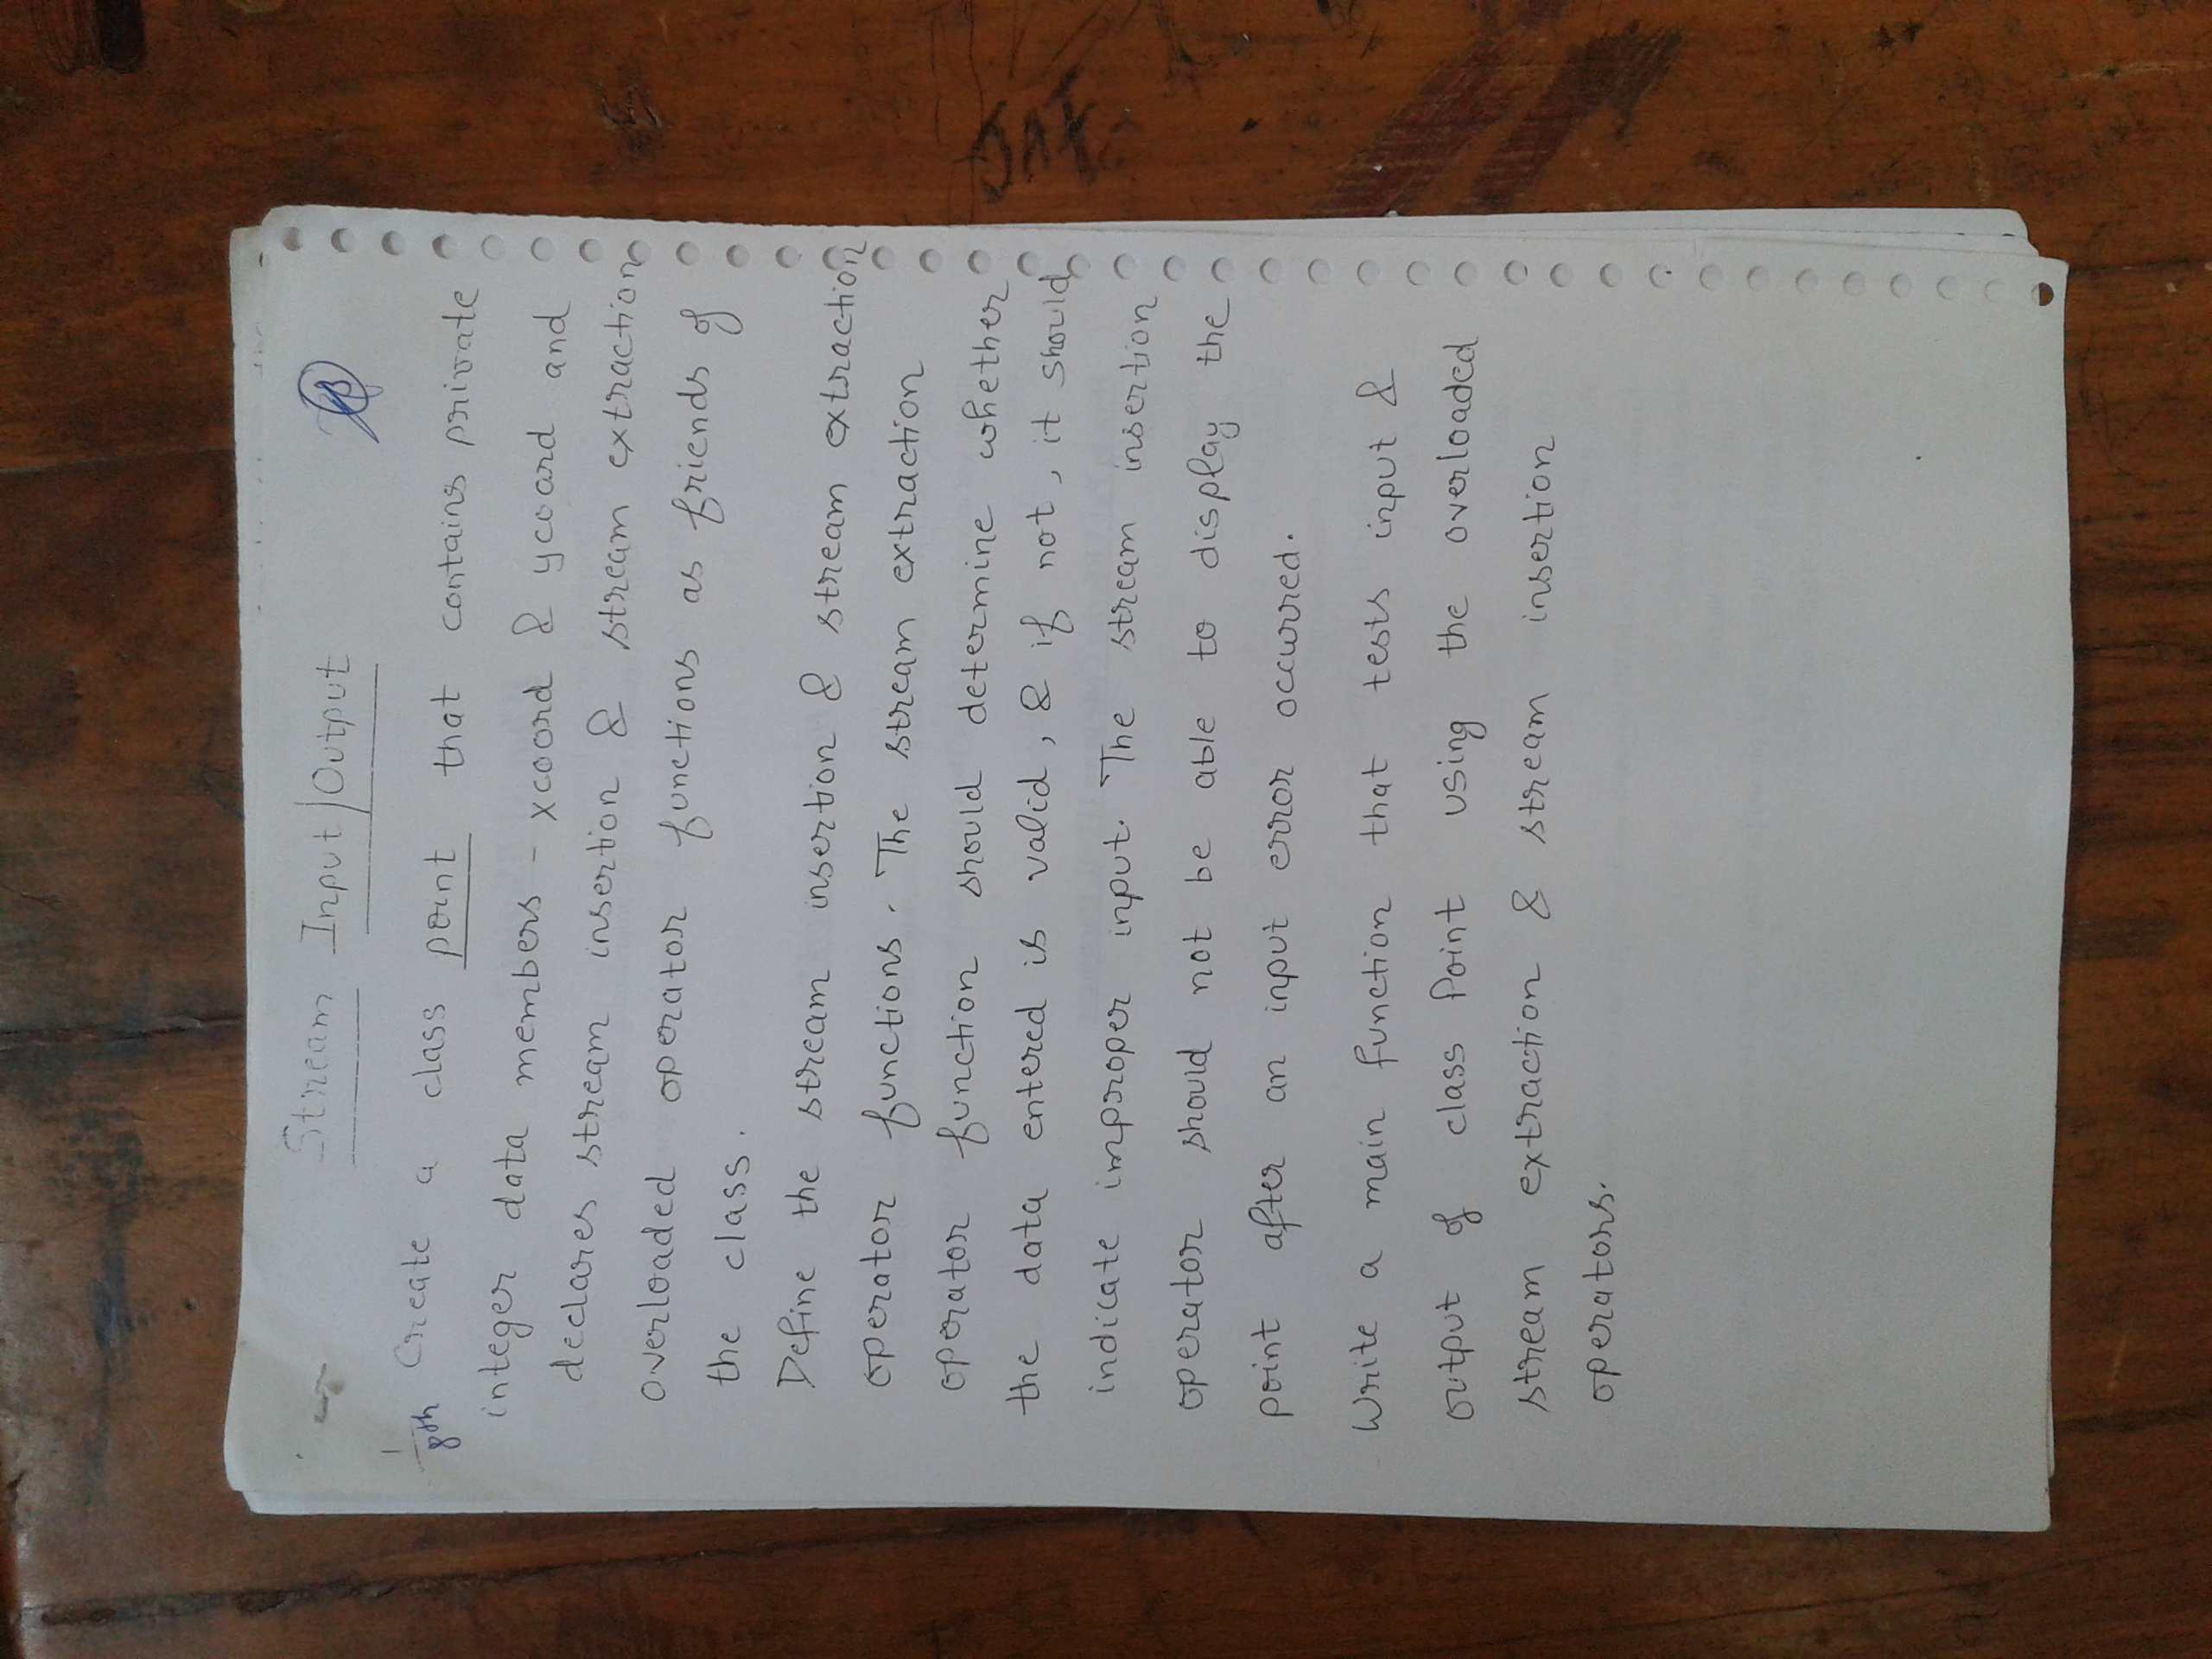 Stream Input/Output
Create a class point that contains private
integer data members - xcoord & ycoord and
declares stream insertion & stream extraction
overloaded operator functions as friends of
the class.
Define the stream insertion & stream extraction
operator functions. The stream extraction
operator function should determine whether
the data entered is valid, & if not, it should
indicate improper input. The stream insertion
operator should not be able to display the
point after an input error occurred.
Write a main function that tests input &
output of class Point using the overloaded
stream extraction & stream insertion
operators.